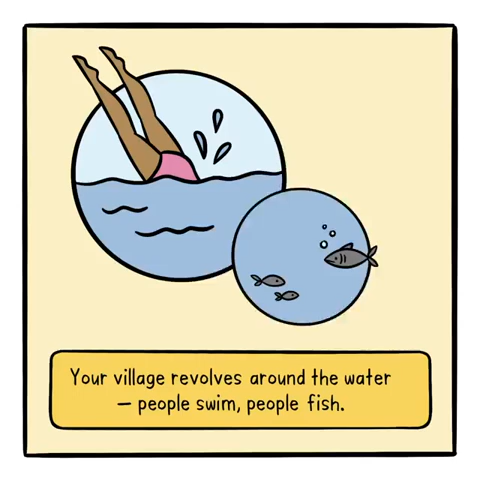 Your village revolves around the water
– people swim, people fish.